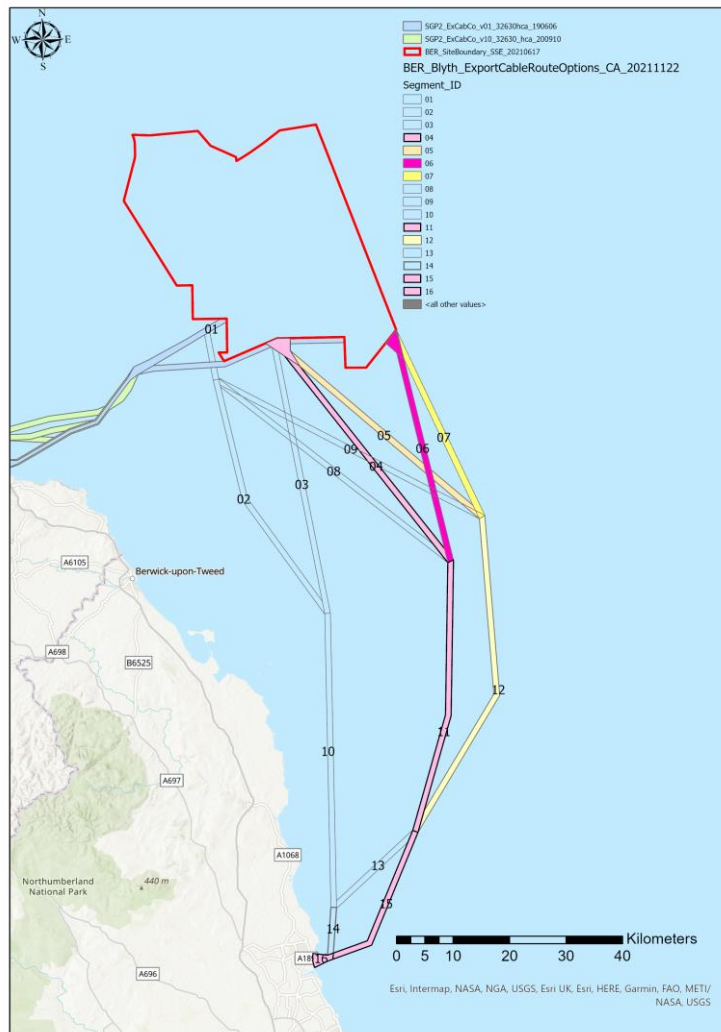 N
W E
S
SGP2_ExCabCo_v01_32630hca_190606
SGP2_ExCabCo_v10_32630_hca_200910
BER_SiteBoundary_SSE_20210617
BER_Blyth_ExportCableRouteOptions_CA_20211122
Segment_ID
01
02
03
04
05
06
07
08
09
10
11
12
13
14
15
16
<all other values>
01
05
07
09
06
04
08
03
02
A6105
Berwick-upon-Tweed
A698
B6525
12
11
10
A697
A1068
13
Northumberland
National Park
440 m
15
14
16
A696
Kilometers
0 5 10 20 30 40
Esri, Intermap, NASA, NGA, USGS, Esri UK, Esri, HERE, Garmin, FAO, METI/
NASA, USGS